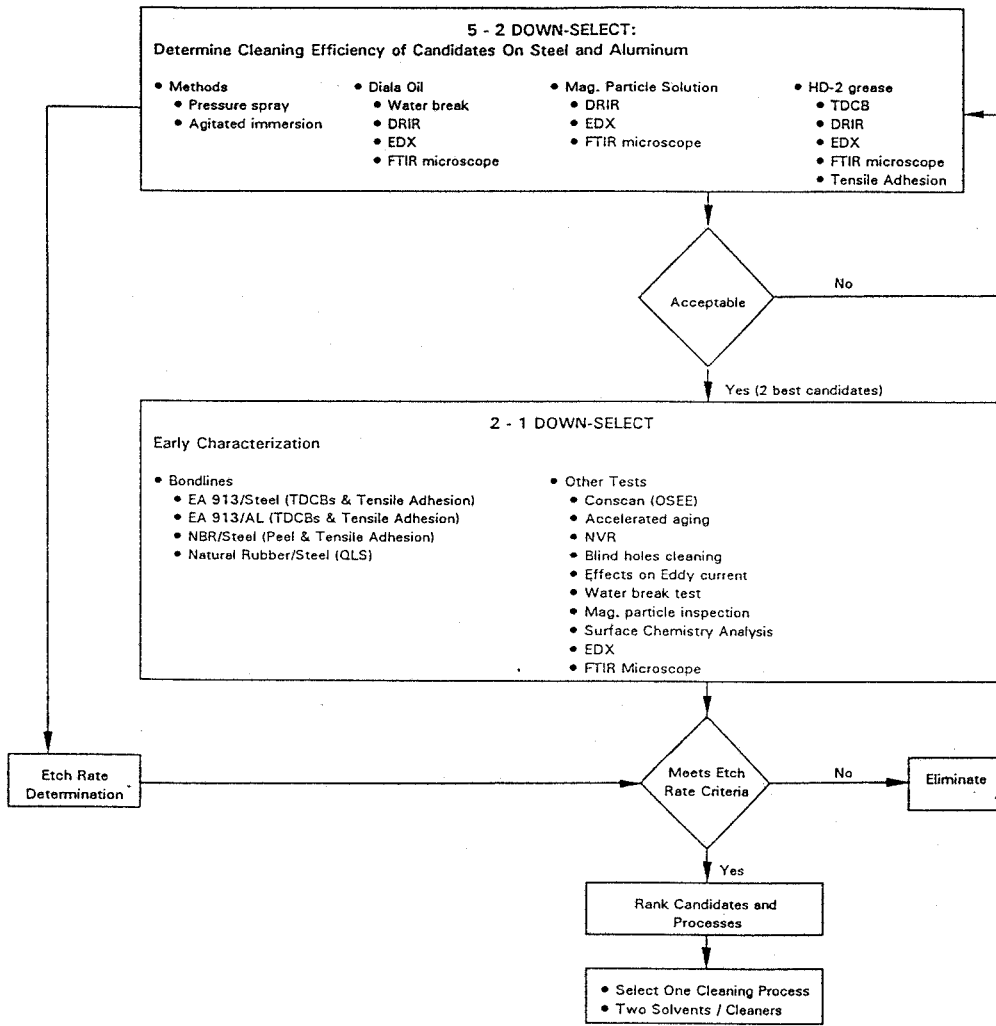 5 - 2 DOWN-SELECT:
Determine Cleaning Efficiency of Candidates On Steel and Aluminum
• Methods
• Pressure spray
• Agitated immersion
• Diala Oil
• Water break
• DRIR
• EDX
• FTIR microscope
• Mag. Particle Solution
• DRIR
• EDX
• FTIR microscope
• HD-2 grease
• TDCB
• DRIR
• EDX
• FTIR microscope
• Tensile Adhesion
Acceptable
No
Yes (2 best candidates)
2 - 1 DOWN-SELECT
Early Characterization
• Bondlines
• EA 913/Steel (TDCBs & Tensile Adhesion)
• EA 913/AL (TDCBs & Tensile Adhesion)
• NBR/Steel (Peel & Tensile Adhesion)
• Natural Rubber/Steel (QLS)
• Other Tests
• Conscan (OSEE)
• Accelerated aging
• NVR
• Blind holes cleaning
• Effects on Eddy current
• Water break test
• Mag. particle inspection
• Surface Chemistry Analysis
• EDX
• FTIR Microscope
Etch Rate
Determination
Meets Etch
Rate Criteria
No
Eliminate
Yes
Rank Candidates and
Processes
• Select One Cleaning Process
• Two Solvents / Cleaners